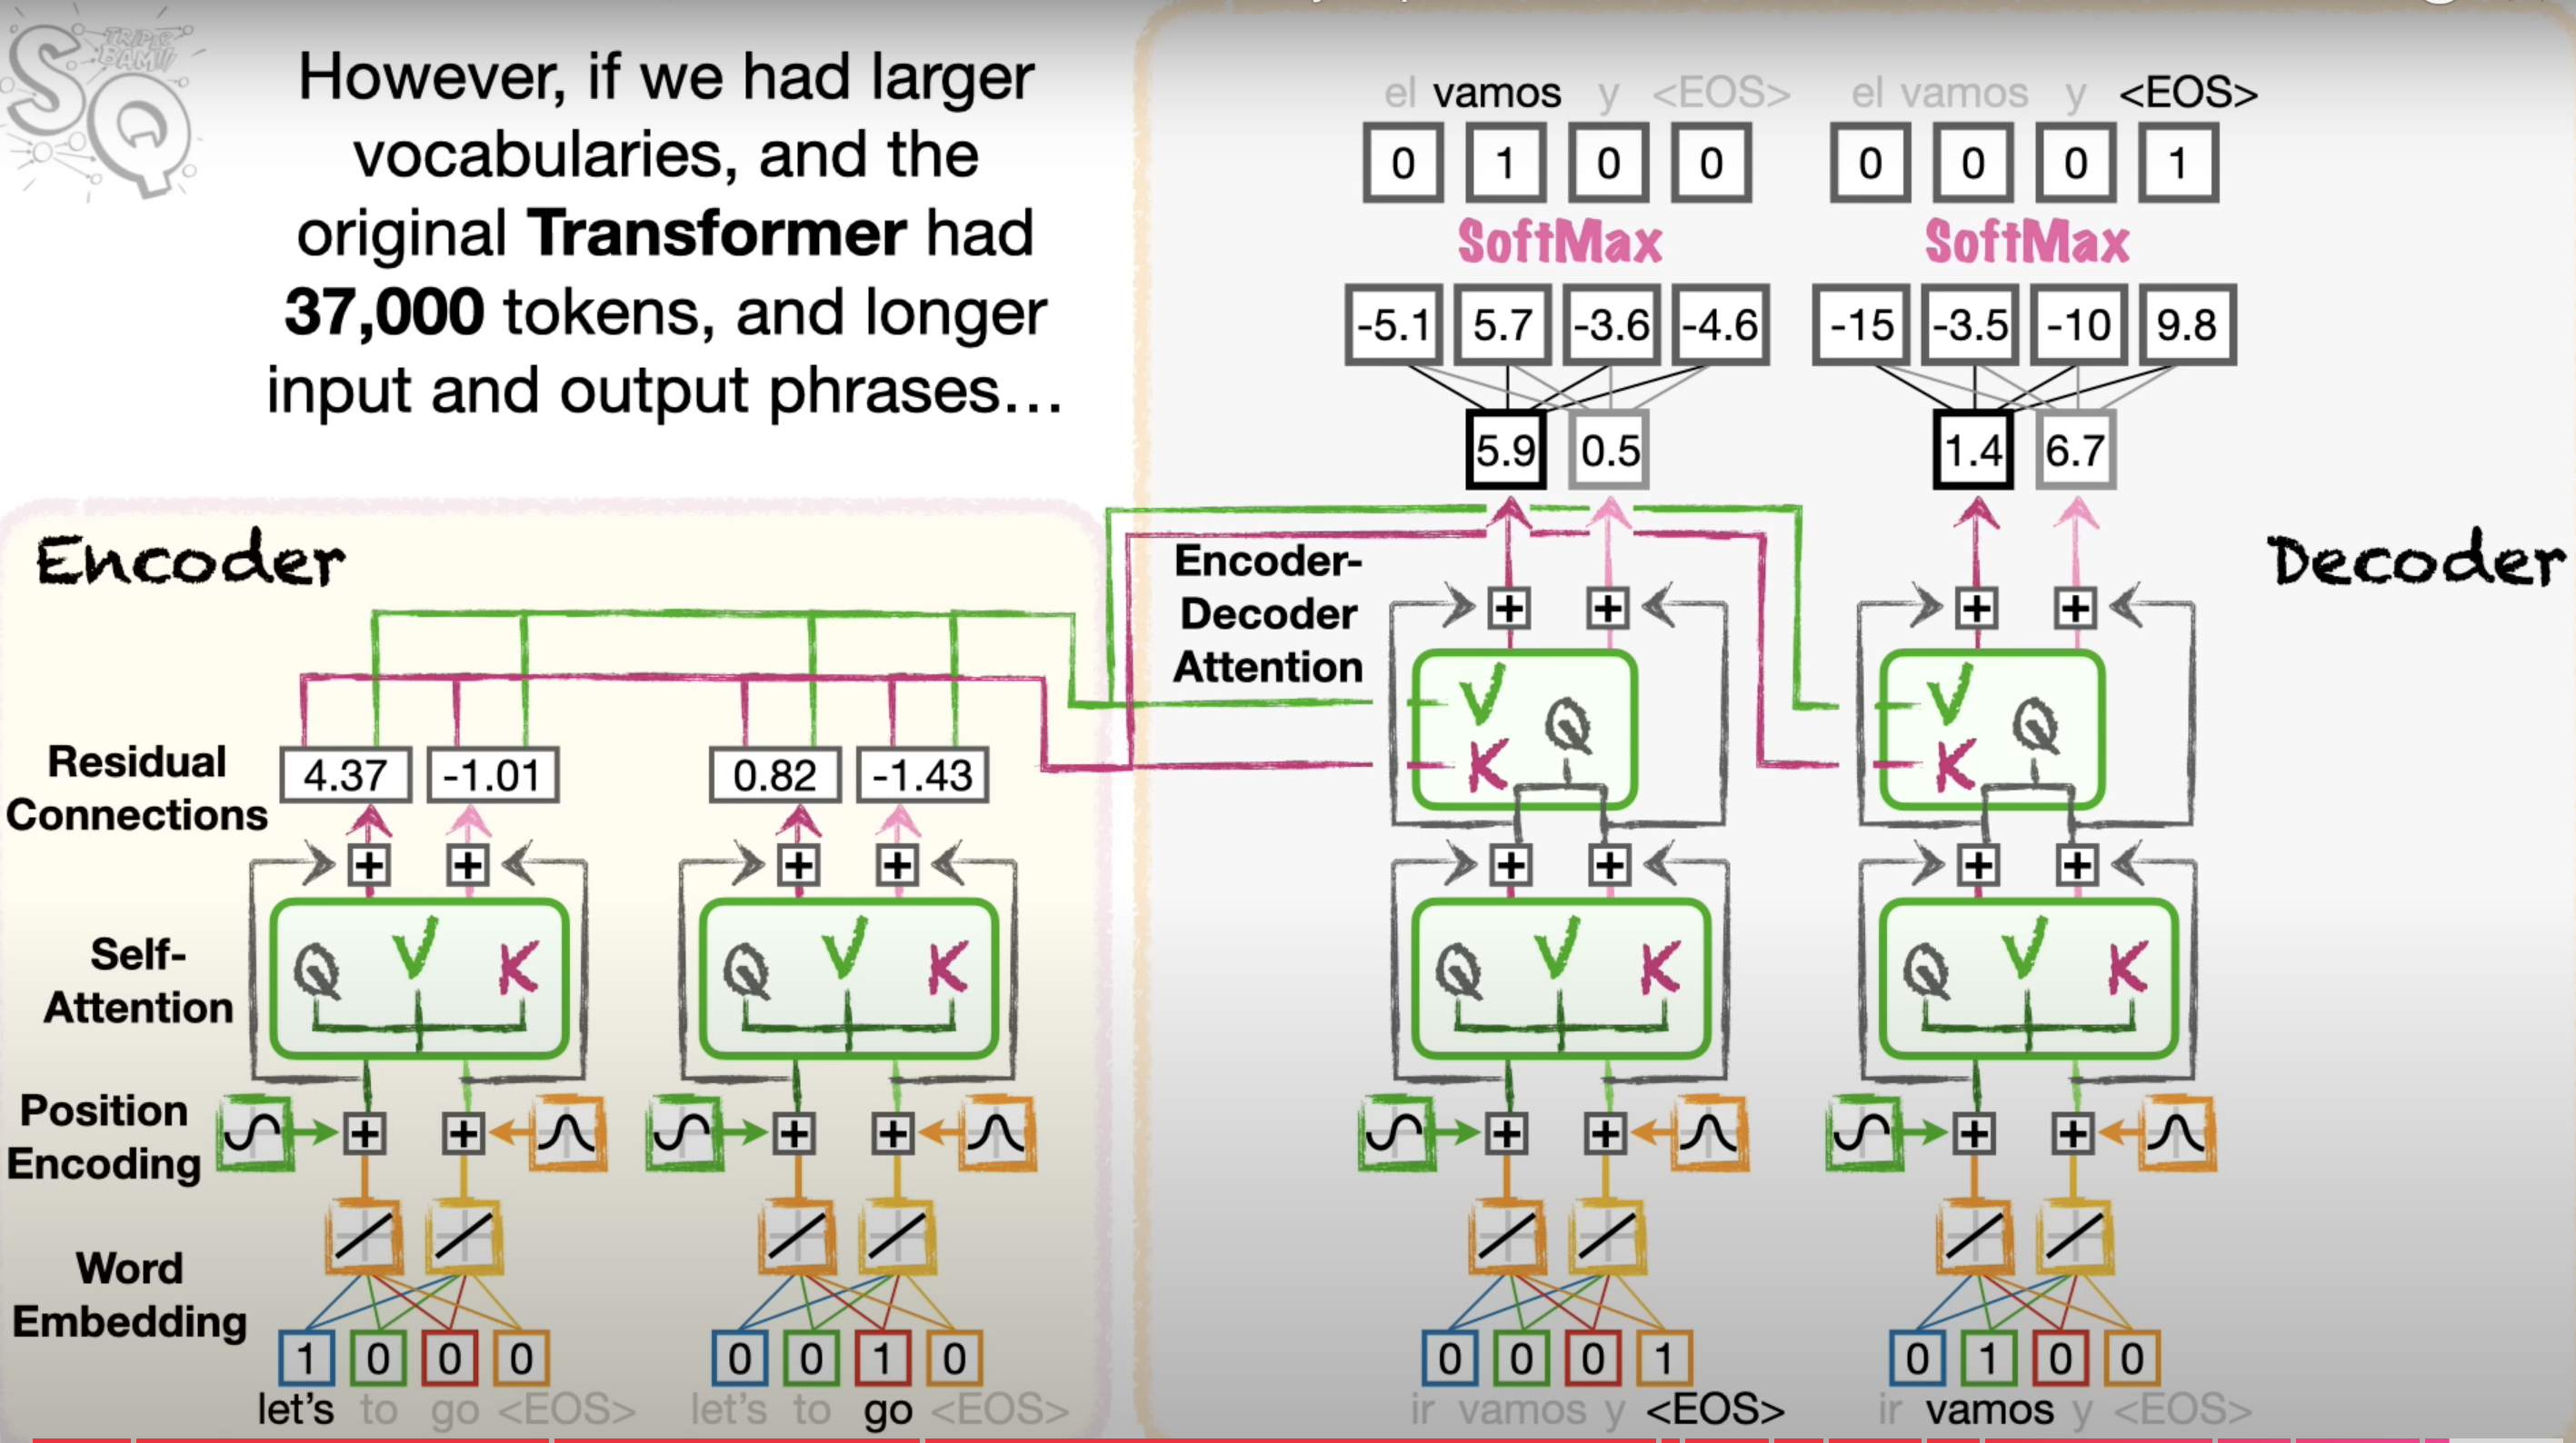 SQ
TRIPLE
BAM!!!
However, if we had larger
vocabularies, and the
original Transformer had
37,000 tokens, and longer
input and output phrases…
el vamos y <EOS>
0 1 0 0
SoftMax
-5.1 5.7 -3.6 -4.6
5.9 0.5
el vamos y <EOS>
0 0 0 1
SoftMax
-15 -3.5 -10 9.8
1.4 6.7
Encoder
Encoder-
Decoder
Attention
Decoder
V
Q
K
V
Q
K
Residual
Connections
4.37 -1.01
0.82 -1.43
+ +
+ +
+ +
+ +
+ +
+ +
Self-
Attention
Q V K
Q V K
Q V K
Q V K
Position
Encoding
+ +
+ +
+ +
+ +
Word
Embedding
1 0 0 0
let's to go <EOS>
0 0 1 0
let's to go <EOS>
0 0 0 1
ir vamos y <EOS>
0 1 0 0
ir vamos y <EOS>